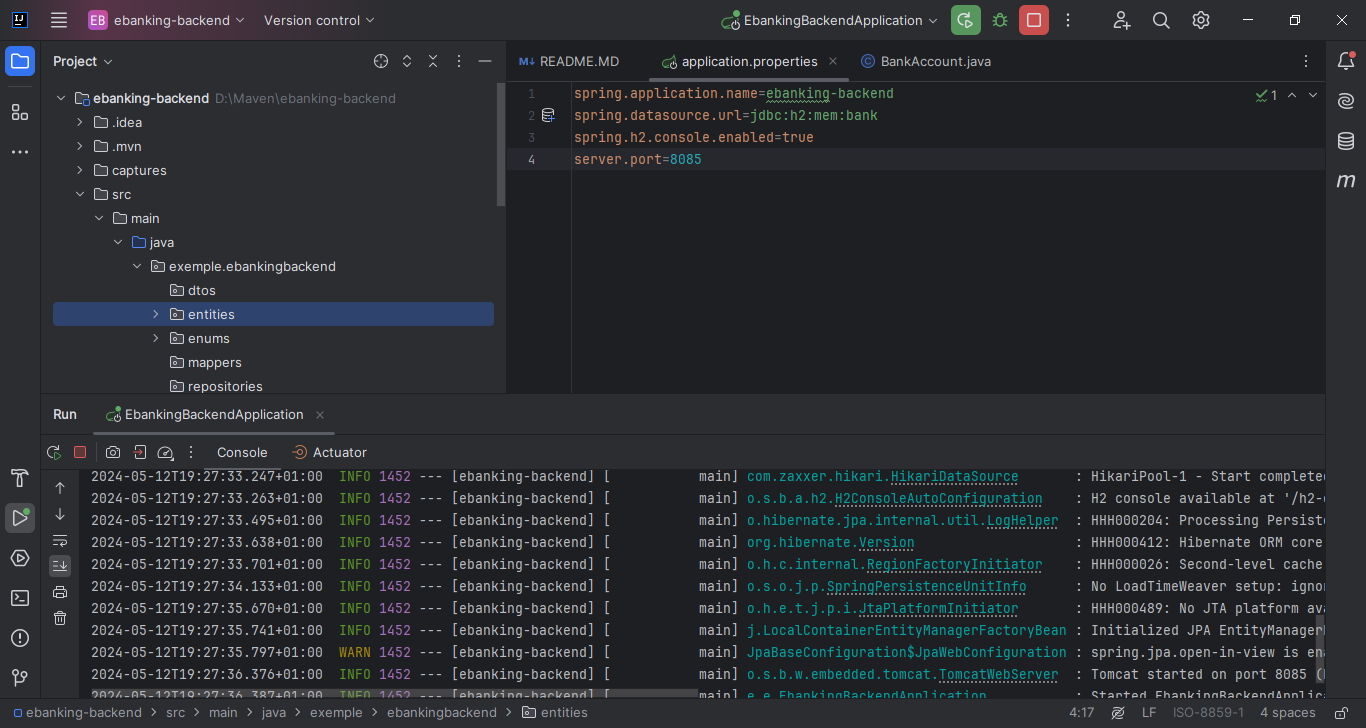 EB ebanking-backend Version control EbankingBackendApplication
Project
README.MD application.properties BankAccount.java
ebanking-backend D:\Maven\ebanking-backend
.idea
.mvn
captures
src
main
java
exemple.ebankingbackend
dtos
entities
enums
mappers
repositories
1 spring.application.name=ebanking-backend
2 spring.datasource.url=jdbc:h2:mem:bank
3 spring.h2.console.enabled=true
4 server.port=8085
1
Run EbankingBackendApplication
Console Actuator
2024-05-12T19:27:33.247+01:00 INFO 1452 --- [ebanking-backend] [ main] com.zaxxer.hikari.HikariDataSource : HikariPool-1 - Start completed
2024-05-12T19:27:33.263+01:00 INFO 1452 --- [ebanking-backend] [ main] o.s.b.a.h2.H2ConsoleAutoConfiguration : H2 console available at '/h2-
2024-05-12T19:27:33.495+01:00 INFO 1452 --- [ebanking-backend] [ main] o.hibernate.jpa.internal.util.LogHelper : HHH000204: Processing Persist
2024-05-12T19:27:33.638+01:00 INFO 1452 --- [ebanking-backend] [ main] org.hibernate.Version : HHH000412: Hibernate ORM core
2024-05-12T19:27:33.701+01:00 INFO 1452 --- [ebanking-backend] [ main] o.h.c.internal.RegionFactoryInitiator : HHH000026: Second-level cache
2024-05-12T19:27:34.133+01:00 INFO 1452 --- [ebanking-backend] [ main] o.s.o.j.p.SpringPersistenceUnitInfo : No LoadTimeWeaver setup: igno
2024-05-12T19:27:35.670+01:00 INFO 1452 --- [ebanking-backend] [ main] o.h.e.t.j.p.i.JtaPlatformInitiator : HHH000489: No JTA platform ava
2024-05-12T19:27:35.741+01:00 INFO 1452 --- [ebanking-backend] [ main] j.LocalContainerEntityManagerFactoryBean : Initialized JPA EntityManager
2024-05-12T19:27:35.797+01:00 WARN 1452 --- [ebanking-backend] [ main] JpaBaseConfiguration$JpaWebConfiguration : spring.jpa.open-in-view is en
2024-05-12T19:27:36.376+01:00 INFO 1452 --- [ebanking-backend] [ main] o.s.b.w.embedded.tomcat.TomcatWebServer : Tomcat started on port 8085 (
2024-05-12T19:27:36.387+01:00 INFO 1452 --- [ebanking-backend] [ main] e.e.EbankingBackendApplication : Started EbankingBackendApplic
ebanking-backend > src > main > java > exemple > ebankingbackend > entities 4:17 LF ISO-8859-1 4 spaces